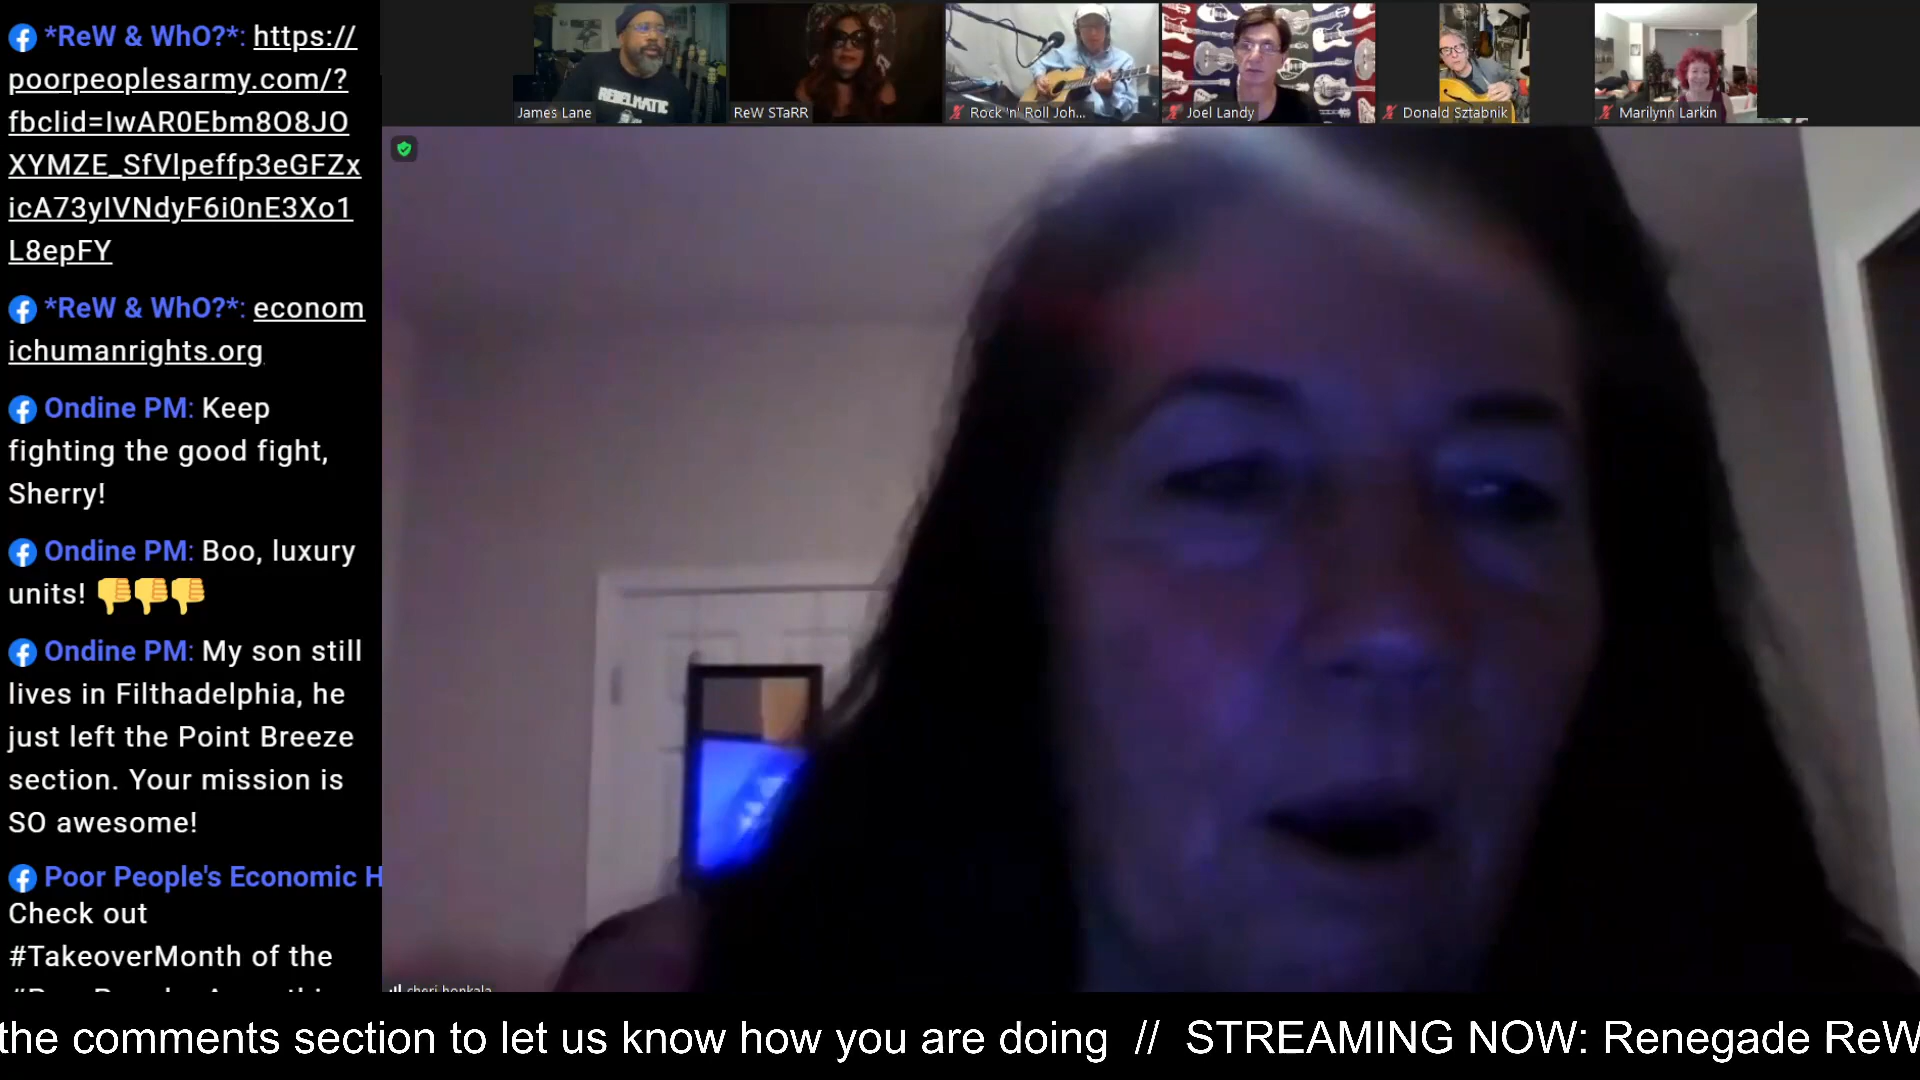 *ReW & WhO?*: https://
poorpeoplesarmy.com/?
fbclid=IwAR0Ebm8O8JO
XYMZE_SfVlpeffp3eGFZx
icA73yIVNdyF6i0nE3Xo1
L8epFY
*ReW & WhO?*: econom
ichumanrights.org
Ondine PM: Keep
fighting the good fight,
Sherry!
Ondine PM: Boo, luxury
units! 👎👎👎
Ondine PM: My son still
lives in Filthadelphia, he
just left the Point Breeze
section. Your mission is
SO awesome!
Poor People's Economic H
Check out
#TakeoverMonth of the
James Lane
REBELMATIC
ReW STaRR
Rock 'n' Roll Joh...
Joel Landy
Donald Sztabnik
Marilynn Larkin
sheri honkala
the comments section to let us know how you are doing // STREAMING NOW: Renegade ReW